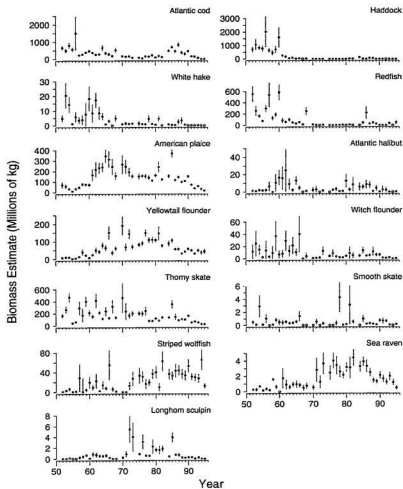 Atlantic cod
2000
1000
0
Haddock
3000
2000
1000
0
White hake
30
20
10
0
Redfish
600
400
200
0
American plaice
400
300
200
100
0
Atlantic halibut
40
20
0
Yellowtail flounder
200
100
0
Witch flounder
60
40
20
0
Thorny skate
600
400
200
0
Smooth skate
6
4
2
0
Striped wolffish
80
40
0
Sea raven
4
2
0
50 60 70 80 90
Longhorn sculpin
8
6
4
2
0
50 60 70 80 90
Biomass Estimate (Millions of kg)
Year